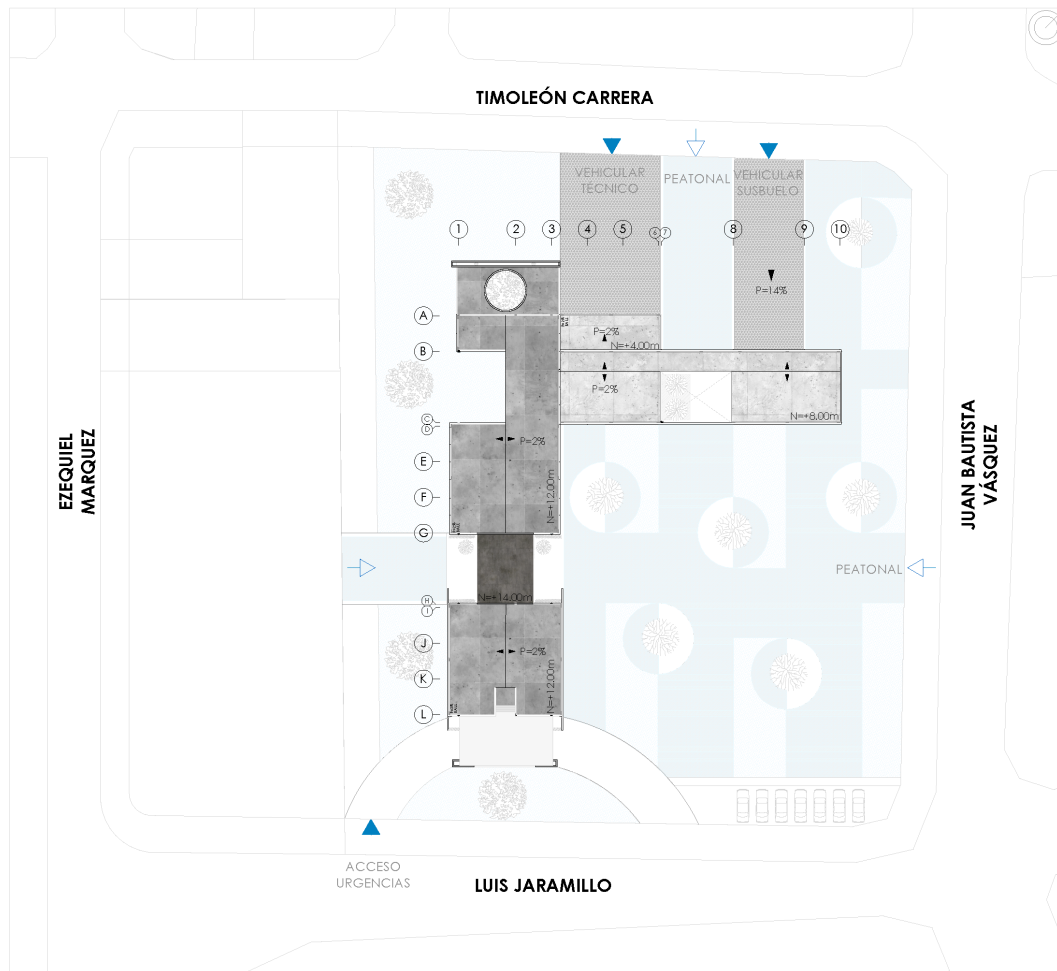 TIMOLEÓN CARRERA
VEHICULAR
TÉCNICO
PEATONAL
VEHICULAR
SUSBUELO
1
2
3
4
5
6
7
8
9
10
P=14%
A
P=2%
N=+4.00m
B
P=2%
N=+8.00m
C
D
P=2%
E
F
N=+12.00m
G
EZEQUIEL
MARQUEZ
JUAN BAUTISTA
VÁSQUEZ
PEATONAL
H
N=+14.00m
I
J
P=2%
K
N=+12.00m
L
ACCESO
URGENCIAS
LUIS JARAMILLO